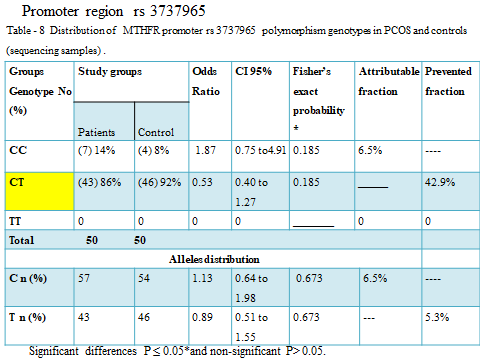 Promoter region rs 3737965
Table - 8 Distribution of MTHFR promoter rs 3737965 polymorphism genotypes in PCOS and controls
(sequencing samples) .
Groups Genotype No (%) Study groups Odds Ratio CI 95% Fisher's exact probability * Attributable fraction Prevented fraction
Patients Control
CC (7) 14% (4) 8% 1.87 0.75 to4.91 0.185 6.5% ----
CT (43) 86% (46) 92% 0.53 0.40 to 1.27 0.185 _____ 42.9%
TT 0 0 0 0 _______ 0 0
Total 50 50
Alleles distribution
C n (%) 57 54 1.13 0.64 to 1.98 0.673 6.5% ----
T n (%) 43 46 0.89 0.51 to 1.55 0.673 --- 5.3%
Significant differences P ≤ 0.05*and non-significant P> 0.05.